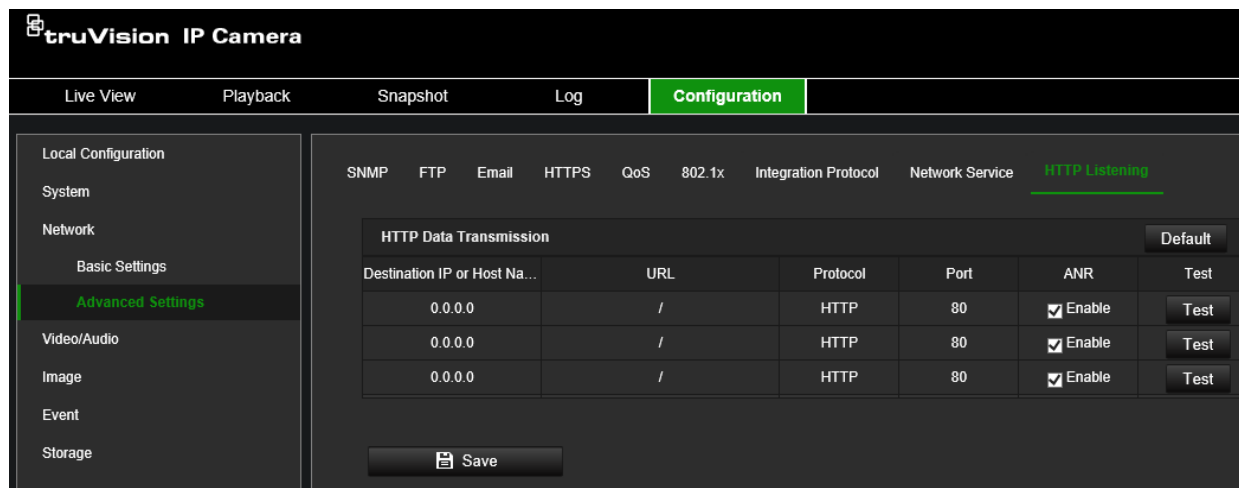 truVision IP Camera
Live View Playback Snapshot Log Configuration
Local Configuration
System
Network
Basic Settings
Advanced Settings
Video/Audio
Image
Event
Storage
SNMP FTP Email HTTPS QoS 802.1x Integration Protocol Network Service HTTP Listening
HTTP Data Transmission Default
Destination IP or Host Na... URL Protocol Port ANR Test
0.0.0.0 / HTTP 80 Enable Test
0.0.0.0 / HTTP 80 Enable Test
0.0.0.0 / HTTP 80 Enable Test
Save